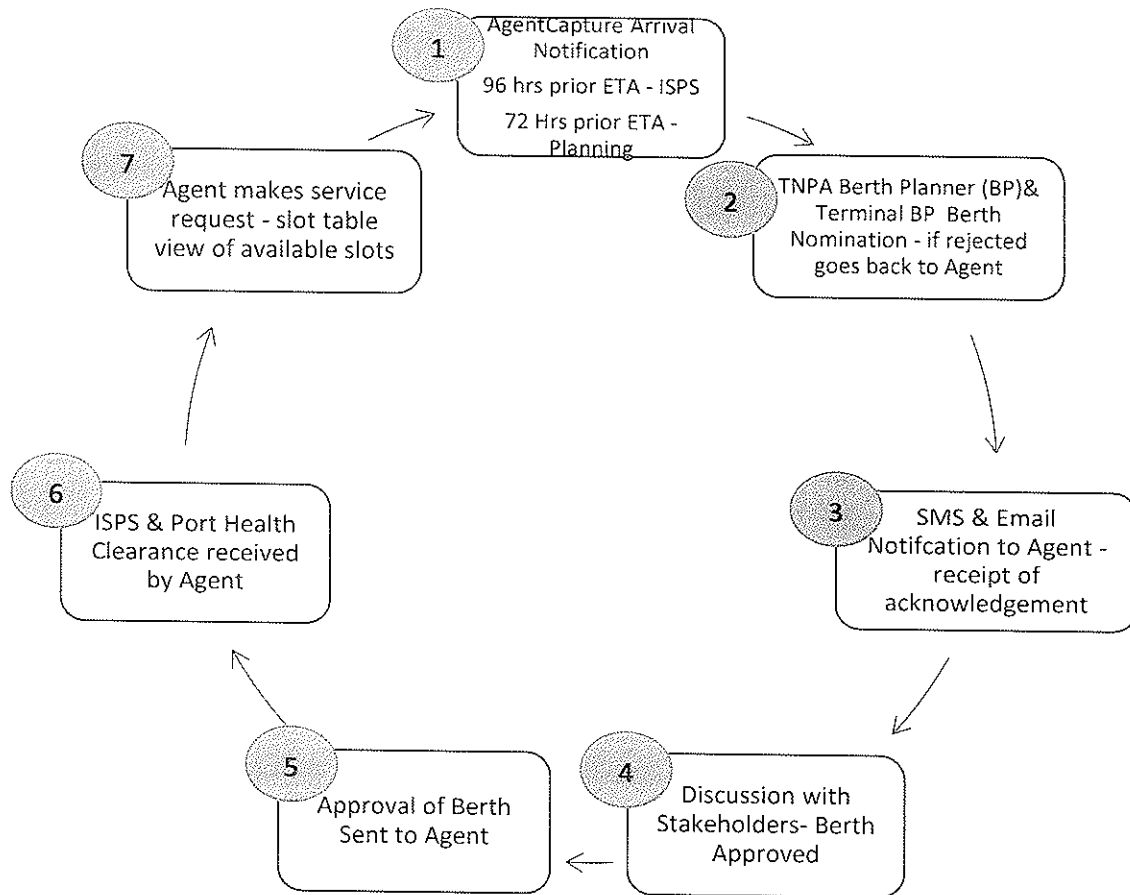 1
AgentCapture Arrival
Notification
96 hrs prior ETA - ISPS
72 Hrs prior ETA -
Planning
2
TNPA Berth Planner (BP)&
Terminal BP Berth
Nomination - if rejected
goes back to Agent
3
SMS & Email
Notifcation to Agent -
receipt of
acknowledgement
4
Discussion with
Stakeholders- Berth
Approved
5
Approval of Berth
Sent to Agent
6
ISPS & Port Health
Clearance received
by Agent
7
Agent makes service
request - slot table
view of available slots